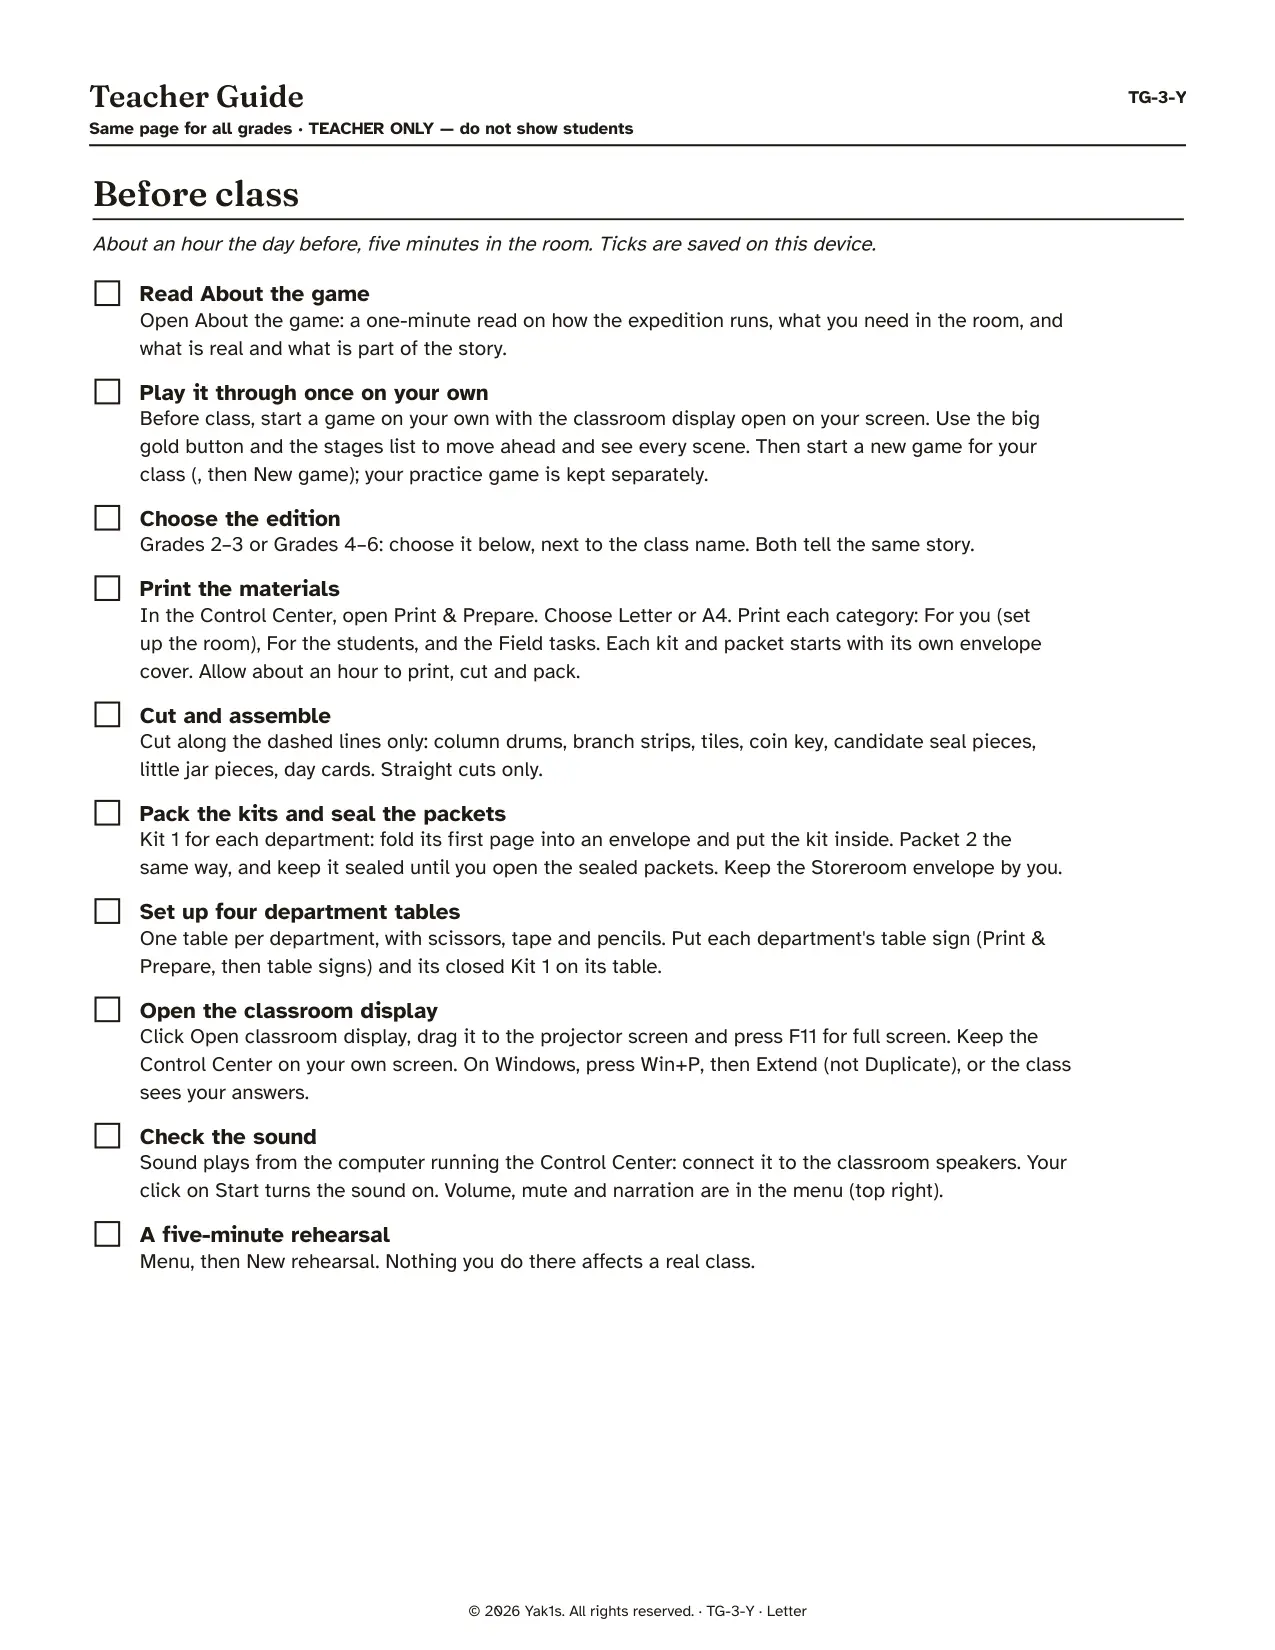 Teacher Guide
TG-3-Y
Same page for all grades · TEACHER ONLY — do not show students
Before class
About an hour the day before, five minutes in the room. Ticks are saved on this device.
Read About the game
Open About the game: a one-minute read on how the expedition runs, what you need in the room, and
what is real and what is part of the story.
Play it through once on your own
Before class, start a game on your own with the classroom display open on your screen. Use the big
gold button and the stages list to move ahead and see every scene. Then start a new game for your
class (, then New game); your practice game is kept separately.
Choose the edition
Grades 2–3 or Grades 4–6: choose it below, next to the class name. Both tell the same story.
Print the materials
In the Control Center, open Print & Prepare. Choose Letter or A4. Print each category: For you (set
up the room), For the students, and the Field tasks. Each kit and packet starts with its own envelope
cover. Allow about an hour to print, cut and pack.
Cut and assemble
Cut along the dashed lines only: column drums, branch strips, tiles, coin key, candidate seal pieces,
little jar pieces, day cards. Straight cuts only.
Pack the kits and seal the packets
Kit 1 for each department: fold its first page into an envelope and put the kit inside. Packet 2 the
same way, and keep it sealed until you open the sealed packets. Keep the Storeroom envelope by you.
Set up four department tables
One table per department, with scissors, tape and pencils. Put each department's table sign (Print &
Prepare, then table signs) and its closed Kit 1 on its table.
Open the classroom display
Click Open classroom display, drag it to the projector screen and press F11 for full screen. Keep the
Control Center on your own screen. On Windows, press Win+P, then Extend (not Duplicate), or the class
sees your answers.
Check the sound
Sound plays from the computer running the Control Center: connect it to the classroom speakers. Your
click on Start turns the sound on. Volume, mute and narration are in the menu (top right).
A five-minute rehearsal
Menu, then New rehearsal. Nothing you do there affects a real class.
© 2026 Yak1s. All rights reserved. · TG-3-Y · Letter